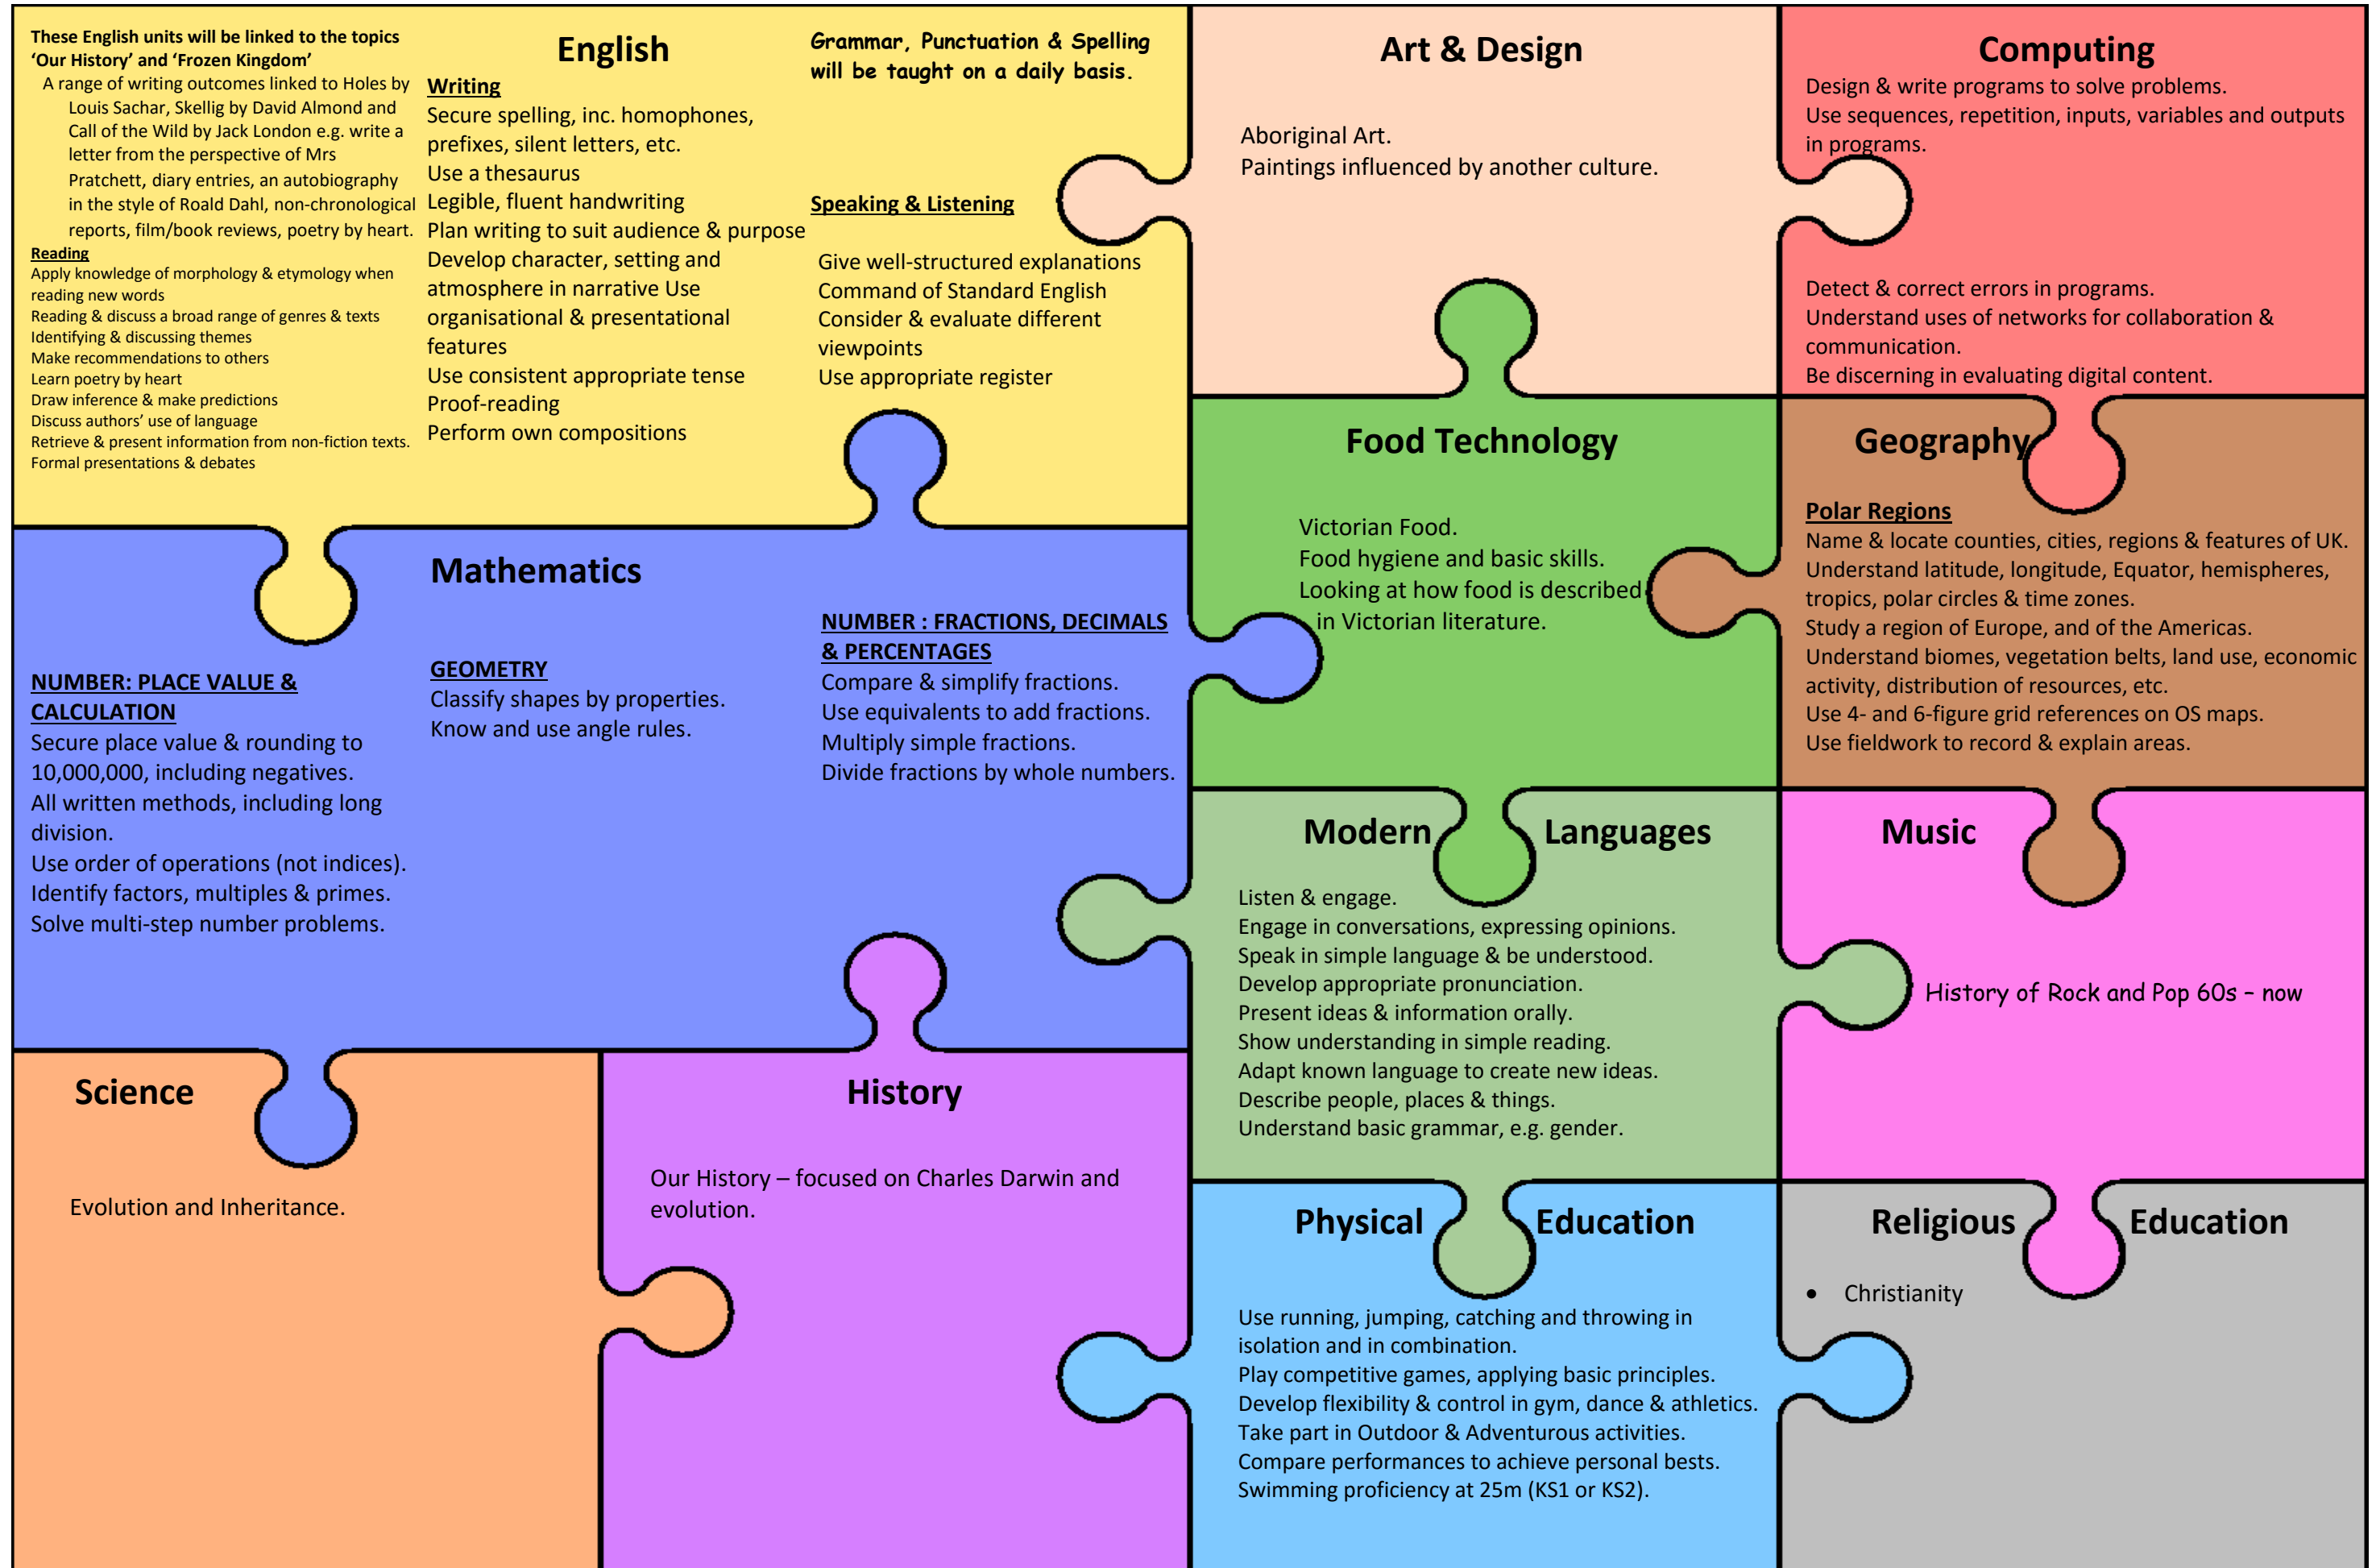 These English units will be linked to the topics
‘Our History’ and ‘Frozen Kingdom’
A range of writing outcomes linked to Holes by
Louis Sachar, Skellig by David Almond and
Call of the Wild by Jack London e.g. write a
letter from the perspective of Mrs
Pratchett, diary entries, an autobiography
in the style of Roald Dahl, non-chronological
reports, film/book reviews, poetry by heart.
Reading
Apply knowledge of morphology & etymology when
reading new words
Reading & discuss a broad range of genres & texts
Identifying & discussing themes
Make recommendations to others
Learn poetry by heart
Draw inference & make predictions
Discuss authors’ use of language
Retrieve & present information from non-fiction texts.
Formal presentations & debates
English
Writing
Secure spelling, inc. homophones,
prefixes, silent letters, etc.
Use a thesaurus
Legible, fluent handwriting
Plan writing to suit audience & purpose
Develop character, setting and
atmosphere in narrative Use
organisational & presentational
features
Use consistent appropriate tense
Proof-reading
Perform own compositions
Grammar, Punctuation & Spelling
will be taught on a daily basis.
Speaking & Listening
Give well-structured explanations
Command of Standard English
Consider & evaluate different
viewpoints
Use appropriate register
Art & Design
Aboriginal Art.
Paintings influenced by another culture.
Computing
Design & write programs to solve problems.
Use sequences, repetition, inputs, variables and outputs
in programs.
Detect & correct errors in programs.
Understand uses of networks for collaboration &
communication.
Be discerning in evaluating digital content.
Mathematics
NUMBER: PLACE VALUE &
CALCULATION
Secure place value & rounding to
10,000,000, including negatives.
All written methods, including long
division.
Use order of operations (not indices).
Identify factors, multiples & primes.
Solve multi-step number problems.
GEOMETRY
Classify shapes by properties.
Know and use angle rules.
NUMBER : FRACTIONS, DECIMALS
& PERCENTAGES
Compare & simplify fractions.
Use equivalents to add fractions.
Multiply simple fractions.
Divide fractions by whole numbers.
Food Technology
Victorian Food.
Food hygiene and basic skills.
Looking at how food is described
in Victorian literature.
Geography
Polar Regions
Name & locate counties, cities, regions & features of UK.
Understand latitude, longitude, Equator, hemispheres,
tropics, polar circles & time zones.
Study a region of Europe, and of the Americas.
Understand biomes, vegetation belts, land use, economic
activity, distribution of resources, etc.
Use 4- and 6-figure grid references on OS maps.
Use fieldwork to record & explain areas.
Modern Languages
Listen & engage.
Engage in conversations, expressing opinions.
Speak in simple language & be understood.
Develop appropriate pronunciation.
Present ideas & information orally.
Show understanding in simple reading.
Adapt known language to create new ideas.
Describe people, places & things.
Understand basic grammar, e.g. gender.
Music
History of Rock and Pop 60s – now
Science
Evolution and Inheritance.
History
Our History – focused on Charles Darwin and
evolution.
Physical Education
Use running, jumping, catching and throwing in
isolation and in combination.
Play competitive games, applying basic principles.
Develop flexibility & control in gym, dance & athletics.
Take part in Outdoor & Adventurous activities.
Compare performances to achieve personal bests.
Swimming proficiency at 25m (KS1 or KS2).
Religious Education
• Christianity